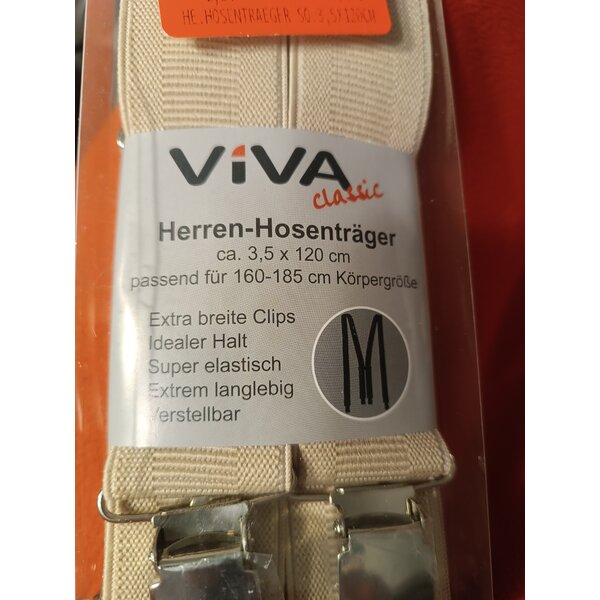 HE.HOSENTRAEGER SO.3,5X120CM
ViVA
classic
Herren-Hosenträger
ca. 3,5 x 120 cm
passend für 160-185 cm Körpergröße
Extra breite Clips
Idealer Halt
Super elastisch
Extrem langlebig
Verstellbar